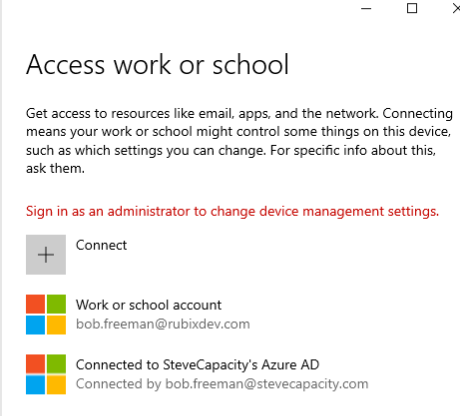 Access work or school
Get access to resources like email, apps, and the network. Connecting
means your work or school might control some things on this device,
such as which settings you can change. For specific info about this,
ask them.
Sign in as an administrator to change device management settings.
Connect
Work or school account
bob.freeman@rubixdev.com
Connected to SteveCapacity's Azure AD
Connected by bob.freeman@stevecapacity.com